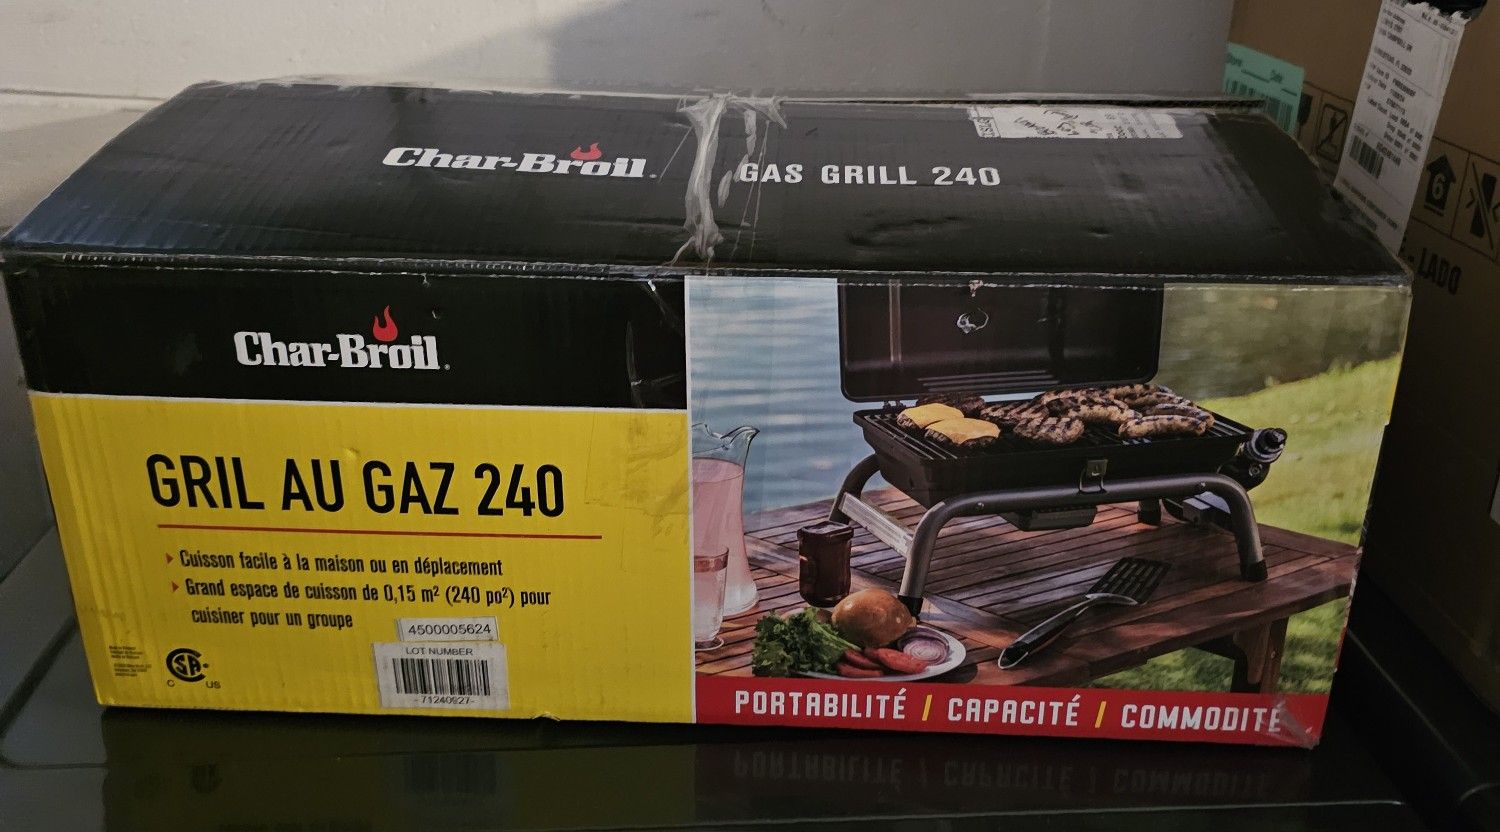 Char-Broil
GAS GRILL 240
Char-Broil
GRIL AU GAZ 240
Cuisson facile à la maison ou en déplacement
Grand espace de cuisson de 0,15 m² (240 po²) pour
cuisiner pour un groupe
4500005624
LOT NUMBER
C US
PORTABILITÉ / CAPACITÉ / COMMODITÉ
6
LADO